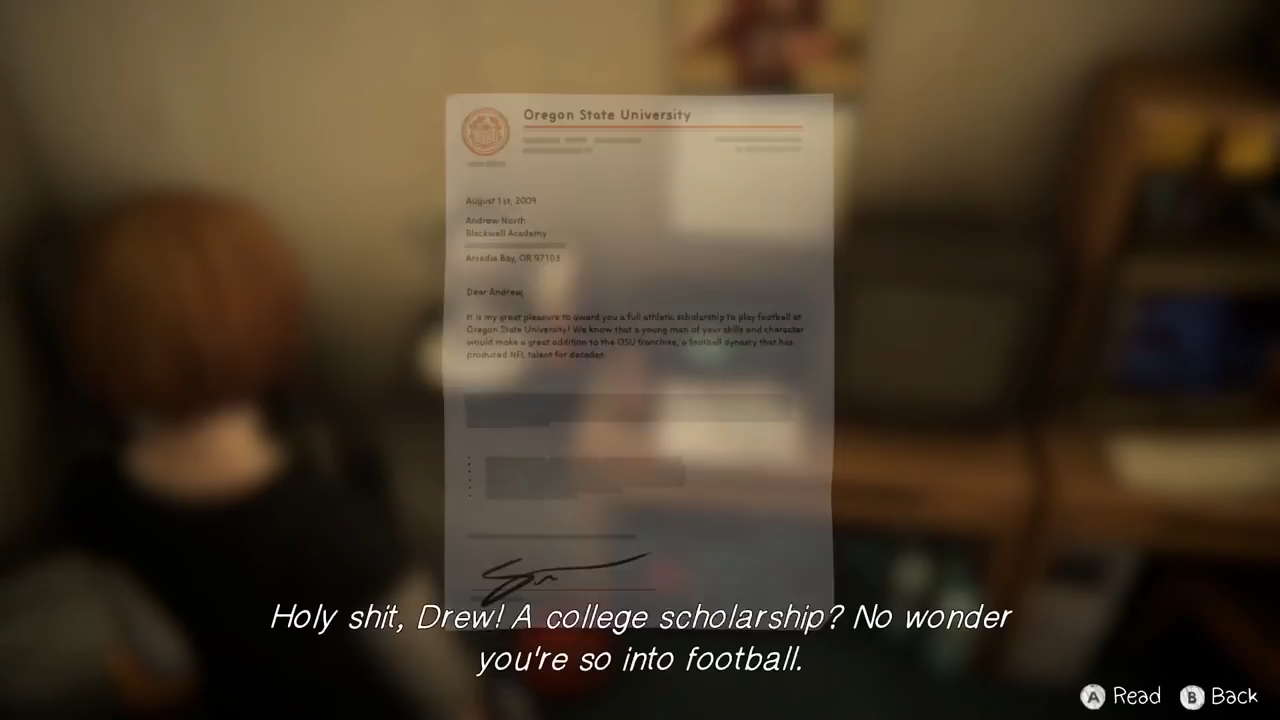 Oregon State University
August 1st, 2009
Andrew North
Blackwell Academy
Arcadia Bay, OR 97103
Dear Andrew,
It is my great pleasure to award you a full athletic scholarship to play football at
Oregon State University! We know that a young man of your skills and character
would make a great addition to the OSU franchise, a football dynasty that has
produced NFL talent for decades.
Holy shit, Drew! A college scholarship? No wonder
you're so into football.
A Read B Back